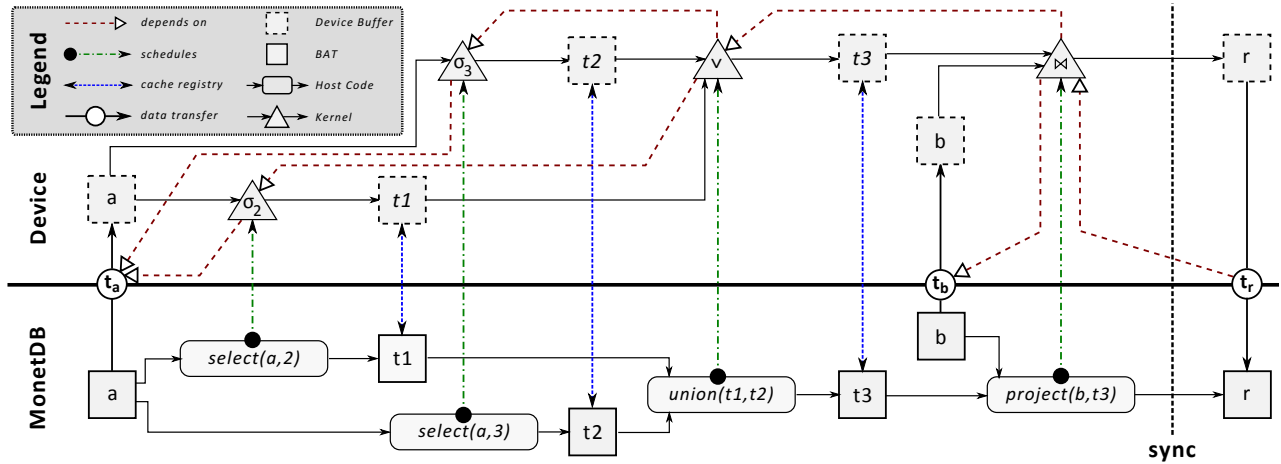 Legend
depends on
Device Buffer
schedules
BAT
cache registry
Host Code
data transfer
Kernel
σ3
t2
∨
t3
⋈
r
b
Device
a
σ2
t1
ta
tb
tr
MonetDB
a
select(a,2)
t1
b
select(a,3)
t2
union(t1,t2)
t3
project(b,t3)
r
sync